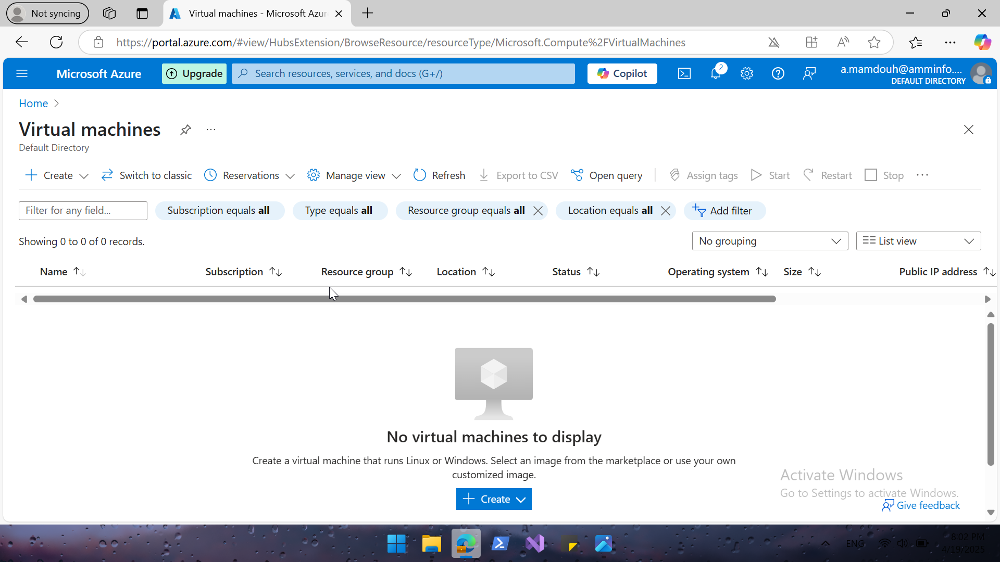 Not syncing
Virtual machines - Microsoft Azur
https://portal.azure.com/#view/HubsExtension/BrowseResource/resourceType/Microsoft.Compute%2FVirtualMachines
Microsoft Azure
Upgrade
Search resources, services, and docs (G+/)
Copilot
2
a.mamdouh@amminfo....
DEFAULT DIRECTORY
Home
Virtual machines
Default Directory
Create
Switch to classic
Reservations
Manage view
Refresh
Export to CSV
Open query
Assign tags
Start
Restart
Stop
Filter for any field...
Subscription equals all
Type equals all
Resource group equals all
Location equals all
Add filter
Showing 0 to 0 of 0 records.
No grouping
List view
Name
Subscription
Resource group
Location
Status
Operating system
Size
Public IP address
No virtual machines to display
Create a virtual machine that runs Linux or Windows. Select an image from the marketplace or use your own
customized image.
Create
Activate Windows
Go to Settings to activate Windows.
Give feedback
ENG
8:02 PM
4/19/2025